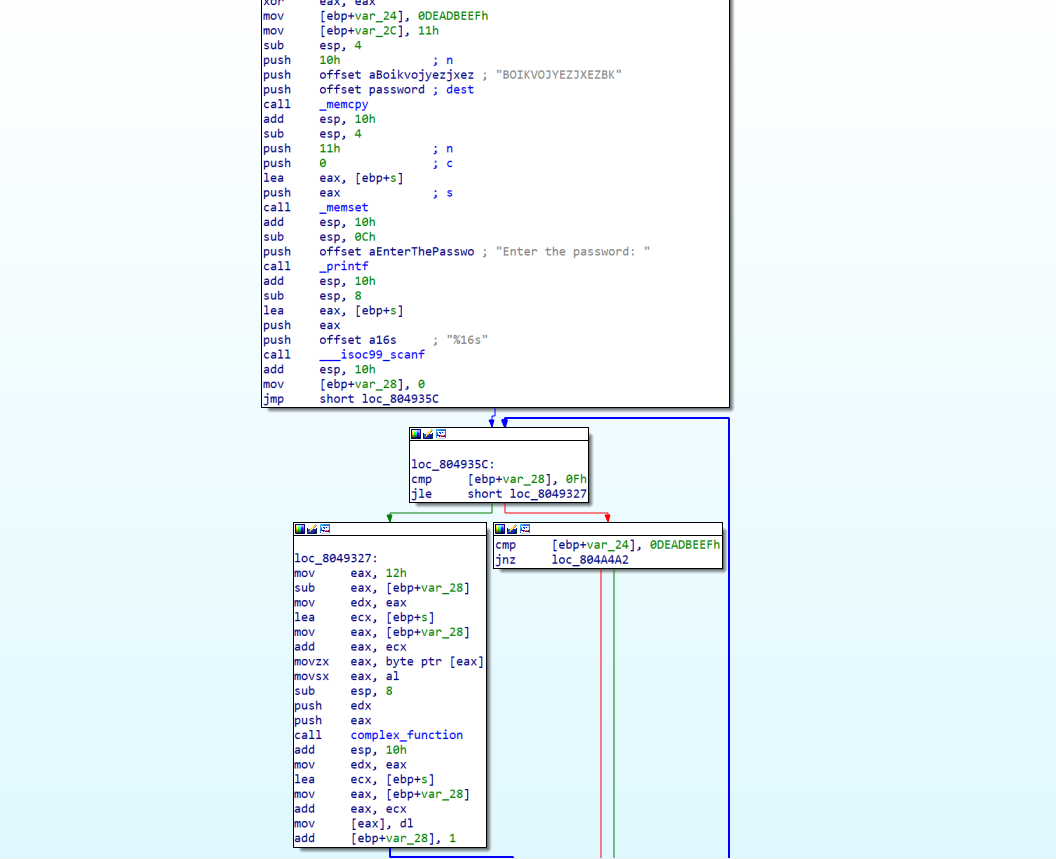 xor eax, eax
mov [ebp+var_24], 0DEADBEEFh
mov [ebp+var_2C], 11h
sub esp, 4
push 10h ; n
push offset aBoikvojyezjxez ; "BOIKVOJYEZJXEZBK"
push offset password ; dest
call _memcpy
add esp, 10h
sub esp, 4
push 11h ; n
push 0 ; c
lea eax, [ebp+s]
push eax ; s
call _memset
add esp, 10h
sub esp, 0Ch
push offset aEnterThePasswo ; "Enter the password: "
call _printf
add esp, 10h
sub esp, 8
lea eax, [ebp+s]
push eax
push offset a16s ; "%16s"
call ___isoc99_scanf
add esp, 10h
mov [ebp+var_28], 0
jmp short loc_804935C
loc_804935C:
cmp [ebp+var_28], 0Fh
jle short loc_8049327
loc_8049327:
mov eax, 12h
sub eax, [ebp+var_28]
mov edx, eax
lea ecx, [ebp+s]
mov eax, [ebp+var_28]
add eax, ecx
movzx eax, byte ptr [eax]
movsx eax, al
sub esp, 8
push edx
push eax
call complex_function
add esp, 10h
mov edx, eax
lea ecx, [ebp+s]
mov eax, [ebp+var_28]
add eax, ecx
mov [eax], dl
add [ebp+var_28], 1
cmp [ebp+var_24], 0DEADBEEFh
jnz loc_804A4A2